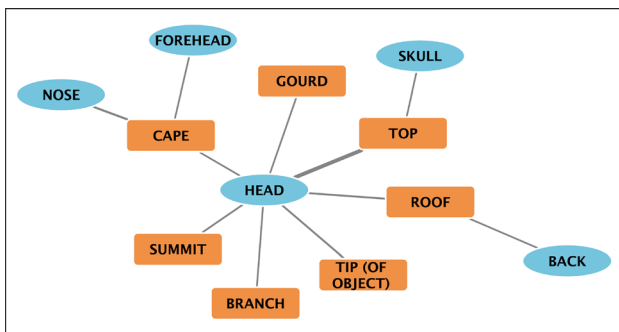 FOREHEAD
SKULL
GOURD
NOSE
TOP
CAPE
HEAD
ROOF
SUMMIT
BACK
TIP (OF
OBJECT)
BRANCH